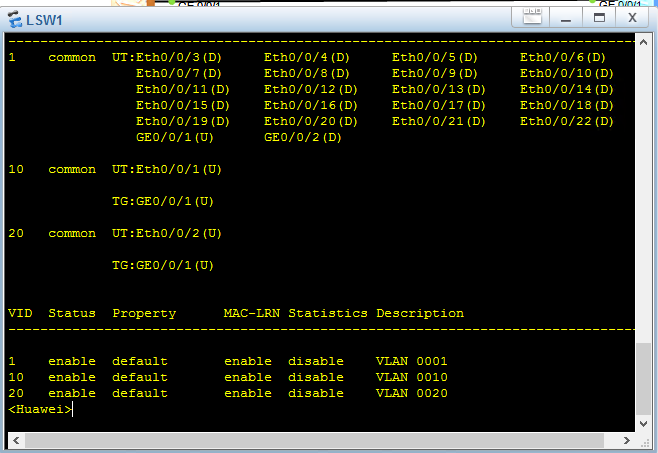 GE 0/0/1
GE 0/0/1
LSW1
--------------------------------------------------------------------------------
1    common  UT:Eth0/0/3(D)     Eth0/0/4(D)     Eth0/0/5(D)     Eth0/0/6(D)
Eth0/0/7(D)     Eth0/0/8(D)     Eth0/0/9(D)     Eth0/0/10(D)
Eth0/0/11(D)    Eth0/0/12(D)    Eth0/0/13(D)    Eth0/0/14(D)
Eth0/0/15(D)    Eth0/0/16(D)    Eth0/0/17(D)    Eth0/0/18(D)
Eth0/0/19(D)    Eth0/0/20(D)    Eth0/0/21(D)    Eth0/0/22(D)
GE0/0/1(U)      GE0/0/2(D)
10   common  UT:Eth0/0/1(U)
TG:GE0/0/1(U)
20   common  UT:Eth0/0/2(U)
TG:GE0/0/1(U)
VID  Status  Property      MAC-LRN Statistics Description
--------------------------------------------------------------------------------
1    enable  default       enable  disable    VLAN 0001
10   enable  default       enable  disable    VLAN 0010
20   enable  default       enable  disable    VLAN 0020
<Huawei>